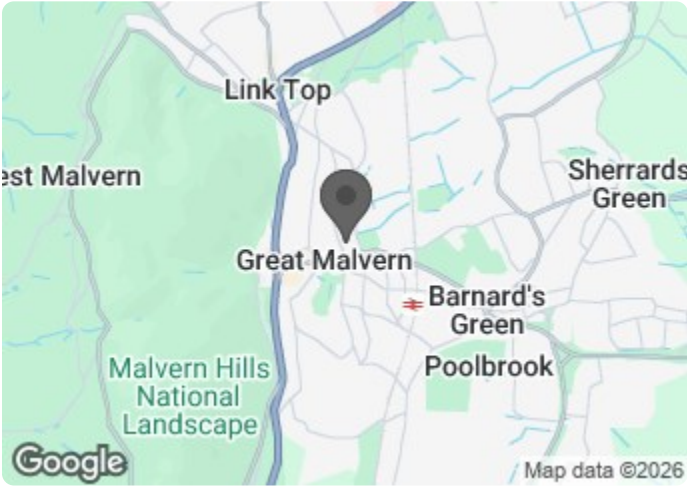 Link Top
est Malvern
Sherrards
Green
Great Malvern
Barnard's
Green
Poolbrook
Malvern Hills
National
Landscape
Google
Map data ©2026